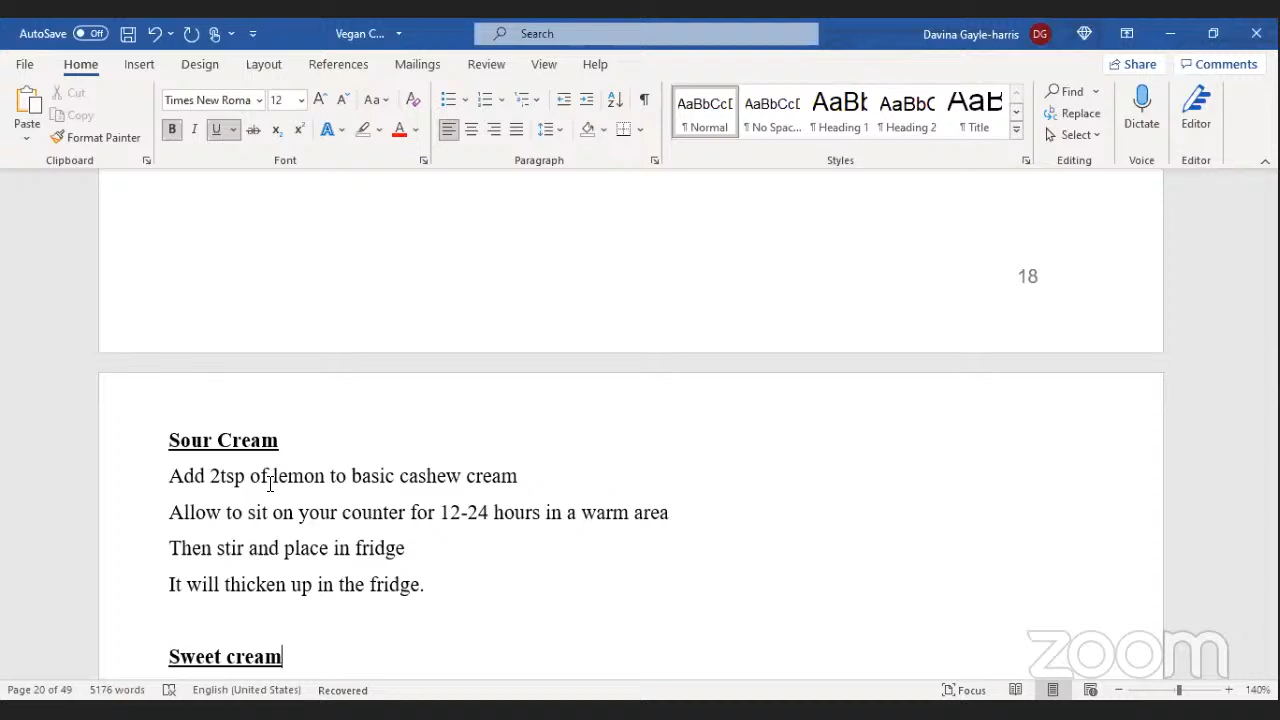 AutoSave Off Vegan C... Search Davina Gayle-harris DG
File Home Insert Design Layout References Mailings Review View Help Share Comments
Paste Cut Copy Format Painter
Clipboard
Times New Roma 12 Aa
B I U ab x2 x2 A A
Font
Paragraph
AaBbCcI AaBbCcI AaBb AaBbC AaB
¶ Normal ¶ No Spac... ¶ Heading 1 ¶ Heading 2 ¶ Title
Styles
Find
Replace
Select
Editing
Dictate
Voice
Editor
Editor
18
Sour Cream
Add 2tsp of lemon to basic cashew cream
Allow to sit on your counter for 12-24 hours in a warm area
Then stir and place in fridge
It will thicken up in the fridge.
Sweet cream
zoom
Page 20 of 49 5176 words English (United States) Recovered Focus 140%